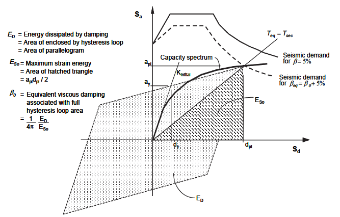 E_D = Energy dissipated by damping
= Area of enclosed by hysteresis loop
= Area of parallelogram
E_So = Maximum strain energy
= Area of hatched triangle
= a_pi d_pi / 2
β_0 = Equivalent viscous damping
associated with full
hysteresis loop area
= 1 E_D
4π E_So
S_a
T_eq = T_sec
a_pi
a_y
Capacity spectrum
K_initial
Seismic demand
for β = 5%
Seismic demand
for β_eq = β_0 + 5%
E_So
d_y
d_pi
S_d
E_D